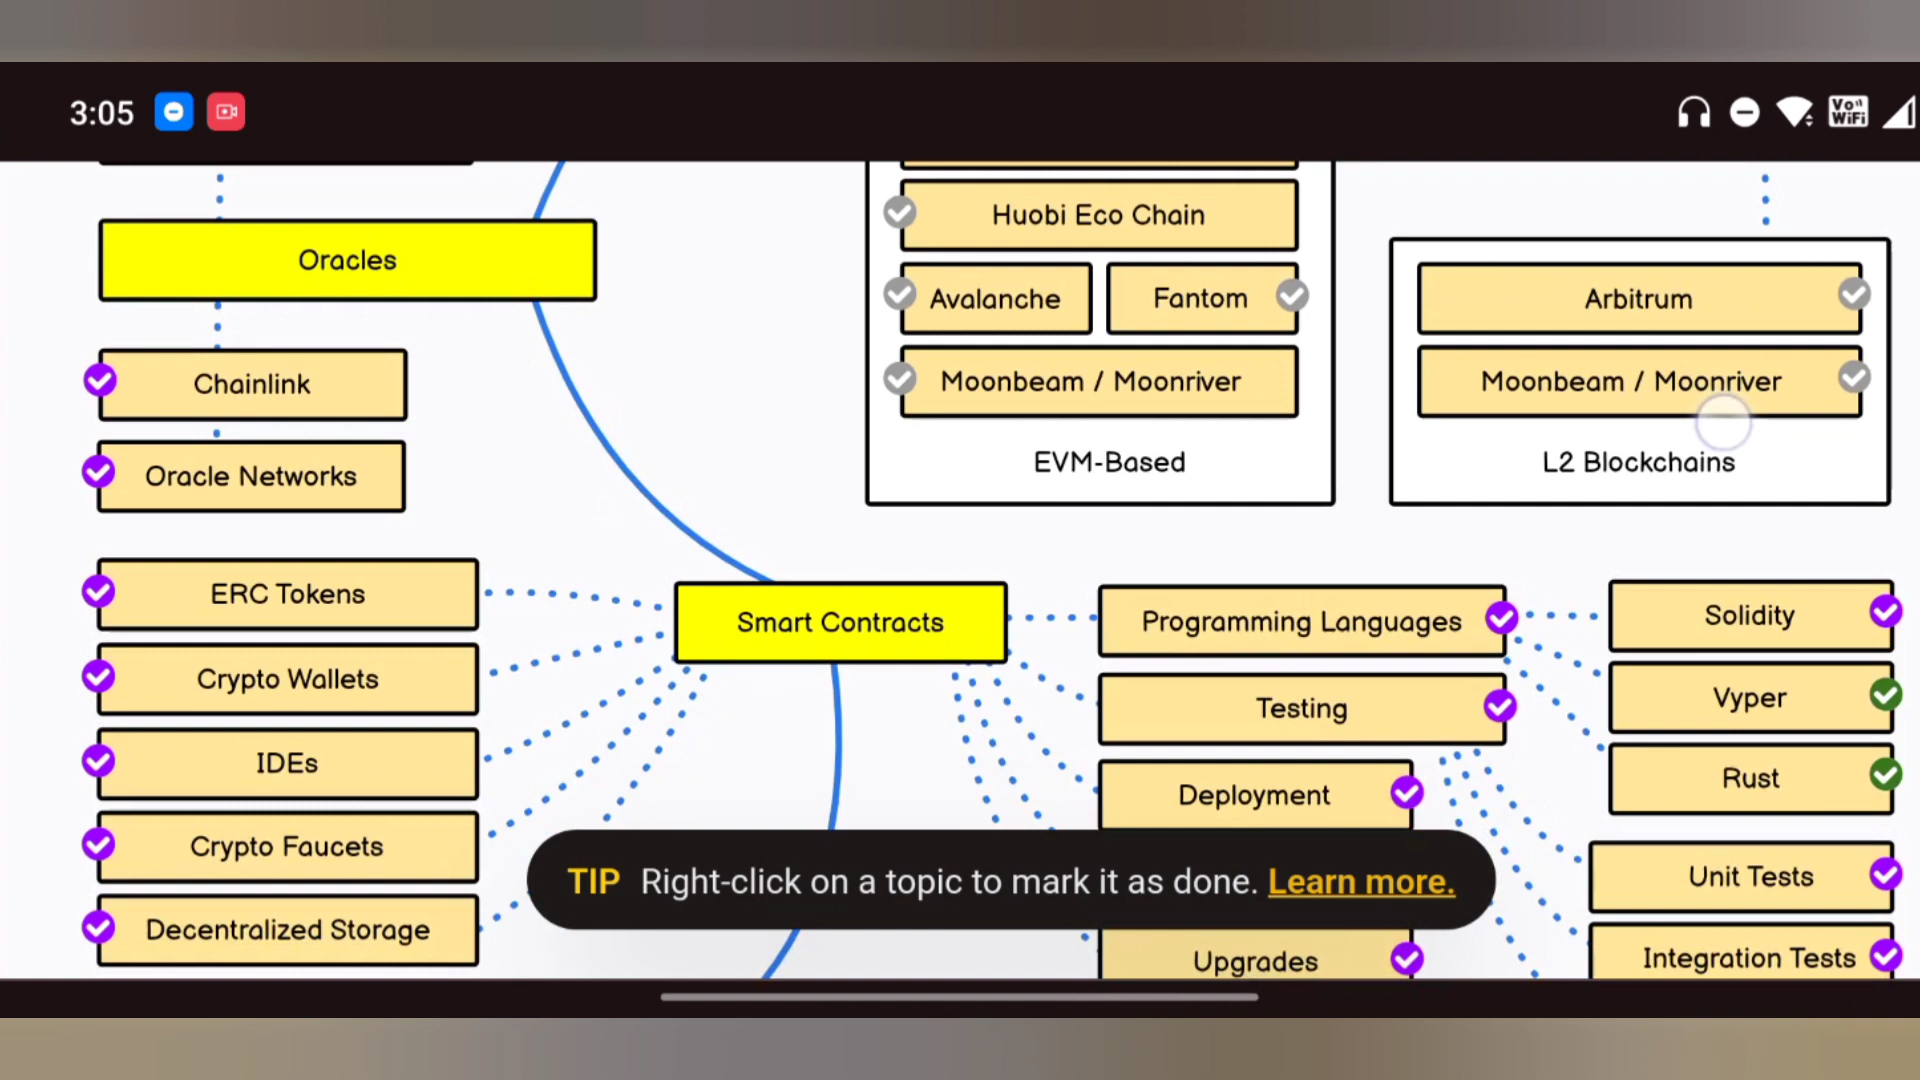 3:05
Vo WiFi
Oracles
Chainlink
Oracle Networks
Huobi Eco Chain
Avalanche
Fantom
Moonbeam / Moonriver
EVM-Based
Arbitrum
Moonbeam / Moonriver
L2 Blockchains
ERC Tokens
Crypto Wallets
IDEs
Crypto Faucets
Decentralized Storage
Smart Contracts
Programming Languages
Testing
Deployment
Upgrades
Solidity
Vyper
Rust
Unit Tests
Integration Tests
TIP Right-click on a topic to mark it as done. Learn more.